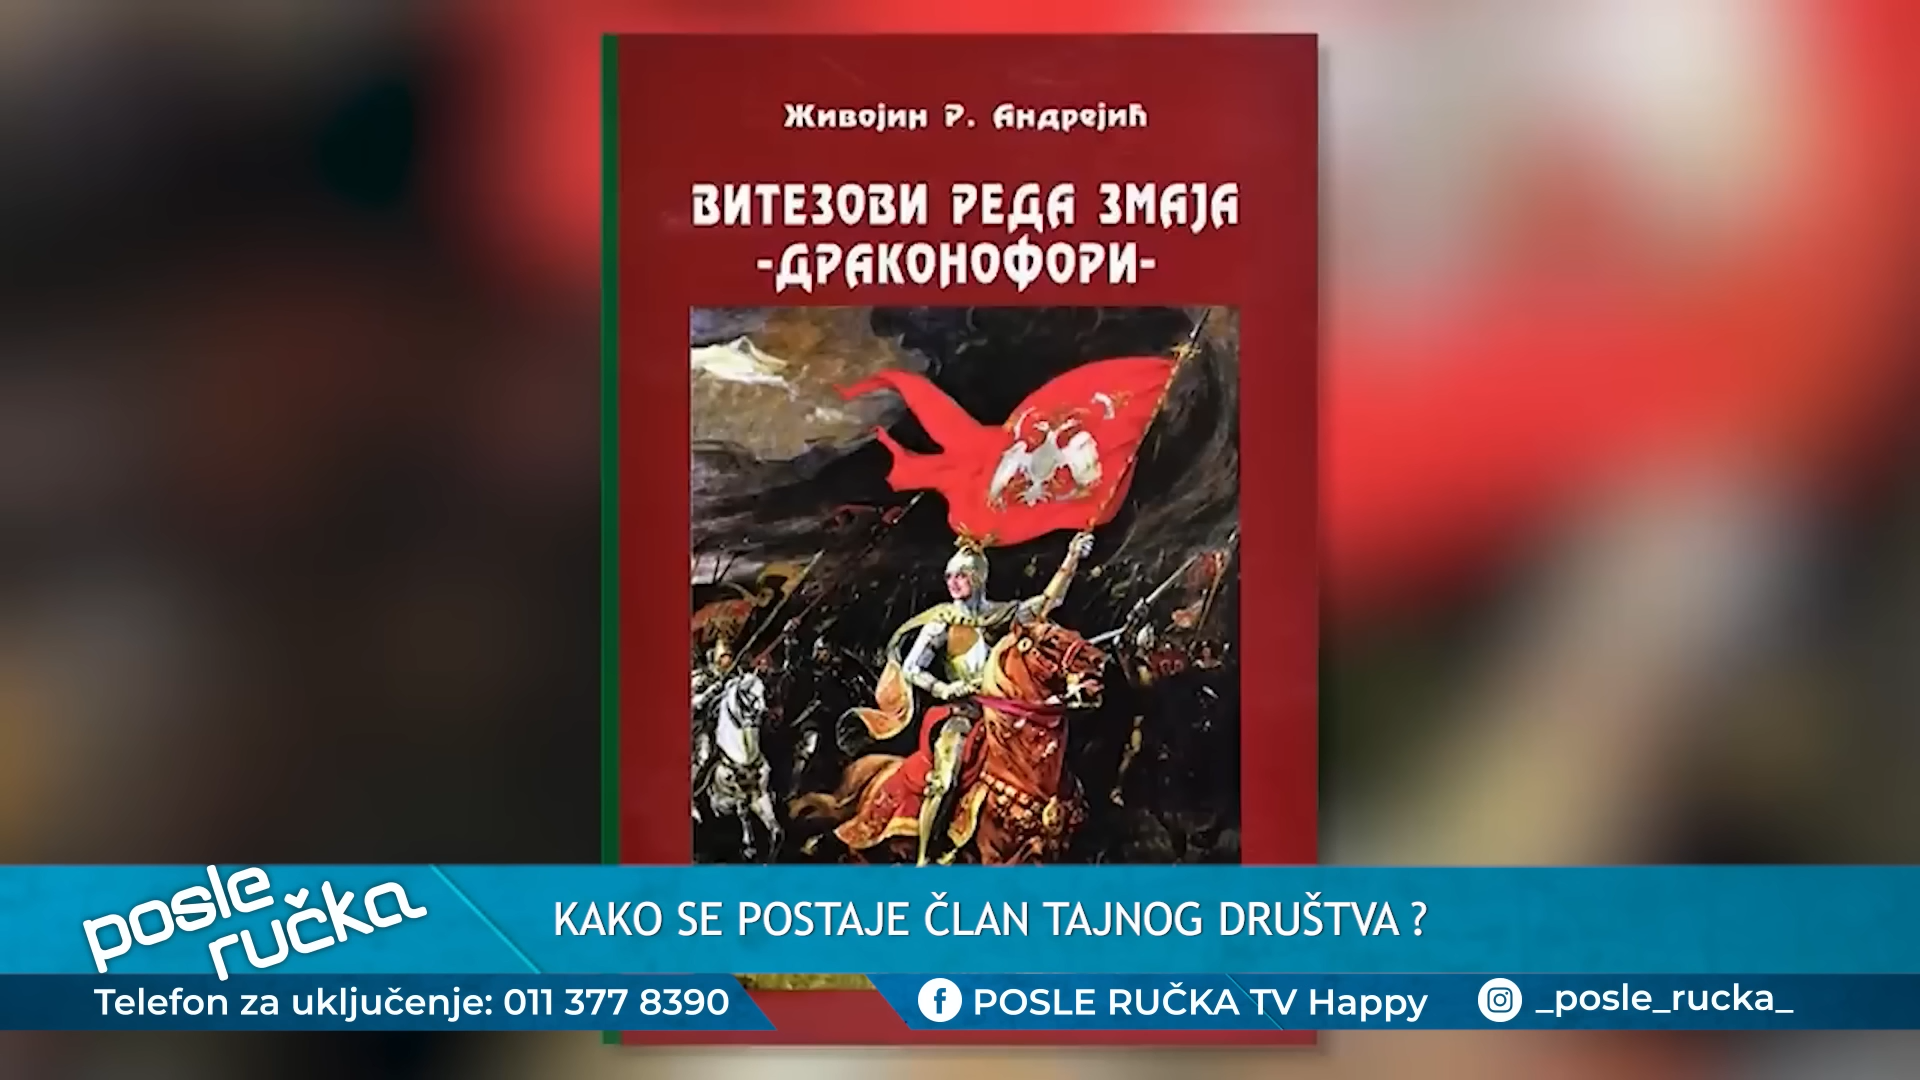 Живојин Р. Андрејић
ВИТЕЗОВИ РЕДА ЗМАЈА
-ДРАКОНОФОРИ-
posle
ručka
KAKO SE POSTAJE ČLAN TAJNOG DRUŠTVA ?
Telefon za uključenje: 011 377 8390
POSLE RUČKA TV Happy
_posle_rucka_